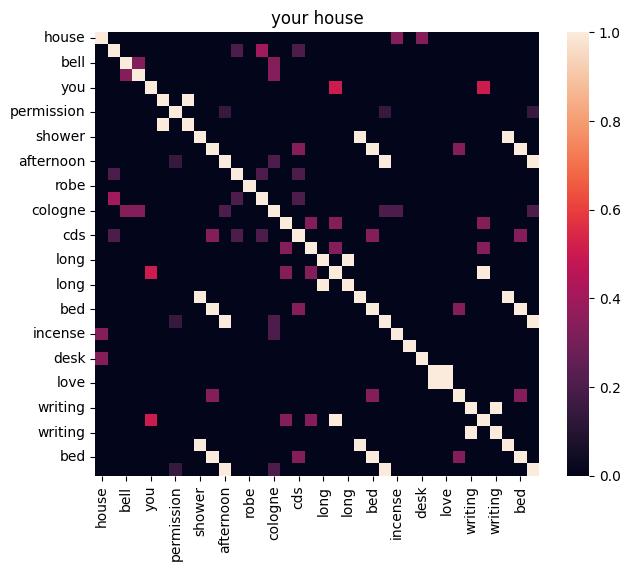 your house
house
bell
you
permission
shower
afternoon
robe
cologne
cds
long
long
bed
incense
desk
love
writing
writing
bed
house
bell
you
permission
shower
afternoon
robe
cologne
cds
long
long
bed
incense
desk
love
writing
writing
bed
1.0
0.8
0.6
0.4
0.2
0.0